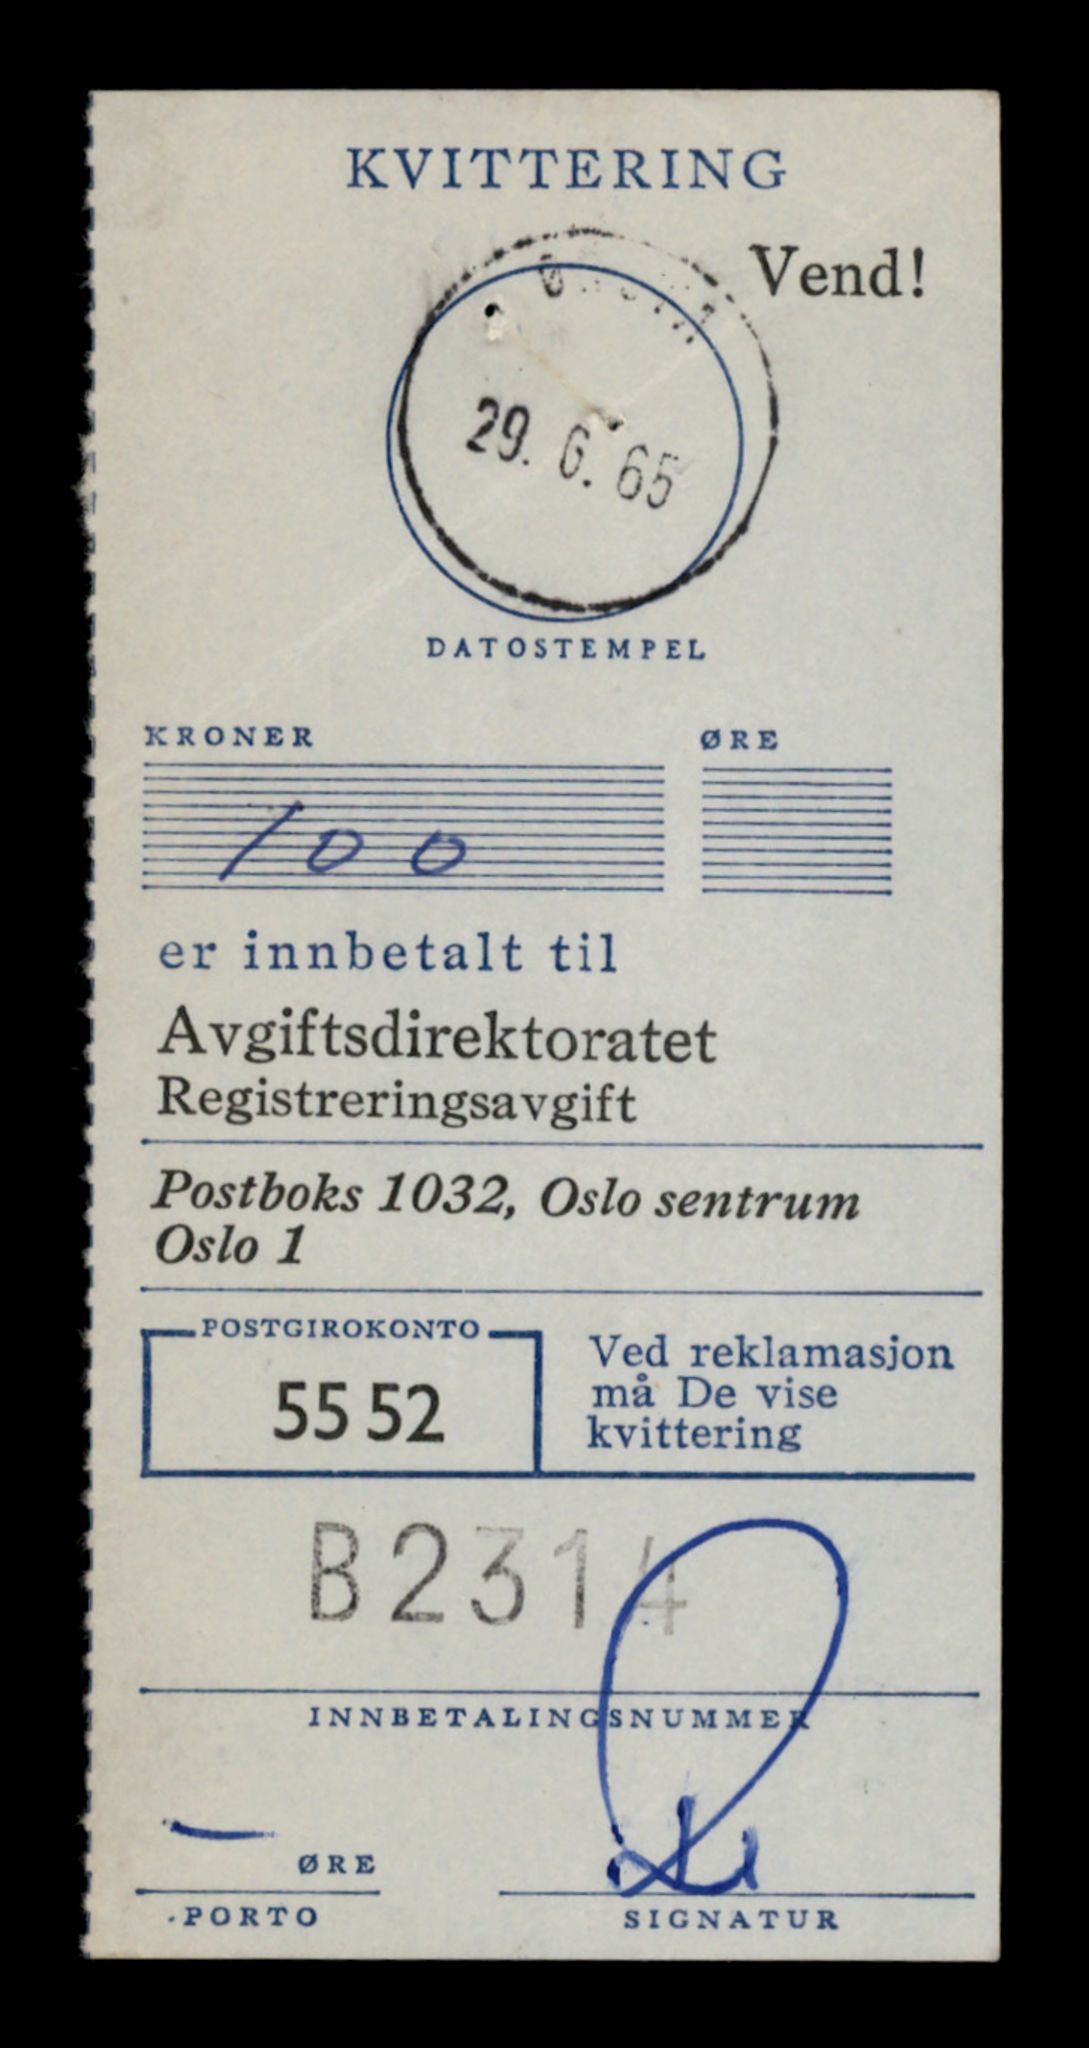 KVITTERING
Vend!
29. 6. 65
DATOSTEMPEL
KRONER ØRE
100
er innbetalt til
Avgiftsdirektoratet
Registreringsavgift
Postboks 1032, Oslo sentrum
Oslo 1
POSTGIROKONTO
55 52
Ved reklamasjon
må De vise
kvittering
B2314
INNBETALINGSNUMMER
— ØRE
PORTO
SIGNATUR